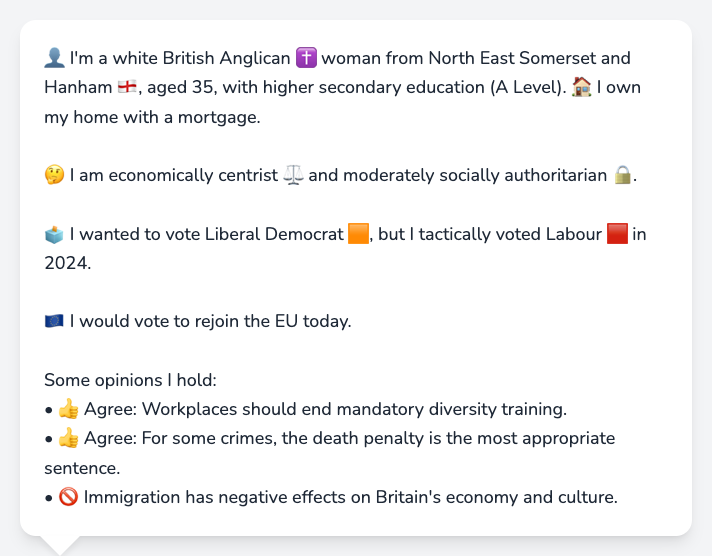 👤 I'm a white British Anglican ✝️ woman from North East Somerset and
Hanham 🏴󠁧󠁢󠁥󠁮󠁧󠁿, aged 35, with higher secondary education (A Level). 🏠 I own
my home with a mortgage.
🤔 I am economically centrist ⚖️ and moderately socially authoritarian 🔒.
🗳️ I wanted to vote Liberal Democrat 🟧, but I tactically voted Labour 🟥 in
2024.
🇪🇺 I would vote to rejoin the EU today.
Some opinions I hold:
• 👍 Agree: Workplaces should end mandatory diversity training.
• 👍 Agree: For some crimes, the death penalty is the most appropriate
sentence.
• 🚫 Immigration has negative effects on Britain's economy and culture.